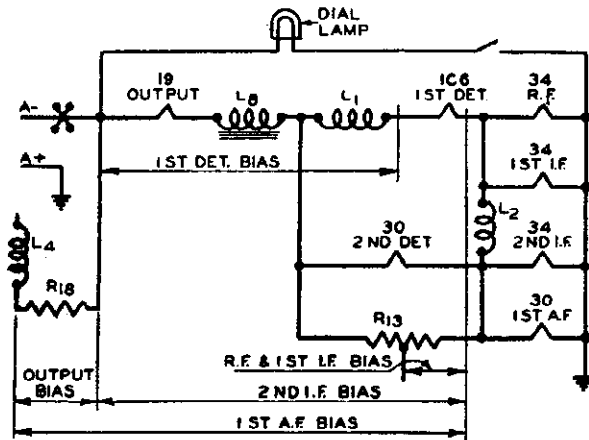 DIAL
LAMP
19
OUTPUT
L8
L1
1C6
1ST DET.
34
R.F.
A-
A+
1ST DET. BIAS
34
1ST I.F.
L2
L4
R18
30
2ND DET
34
2ND I.F.
R13
30
1ST A.F.
R.F. & 1ST I.F. BIAS
OUTPUT
BIAS
2ND I.F. BIAS
1ST A.F. BIAS